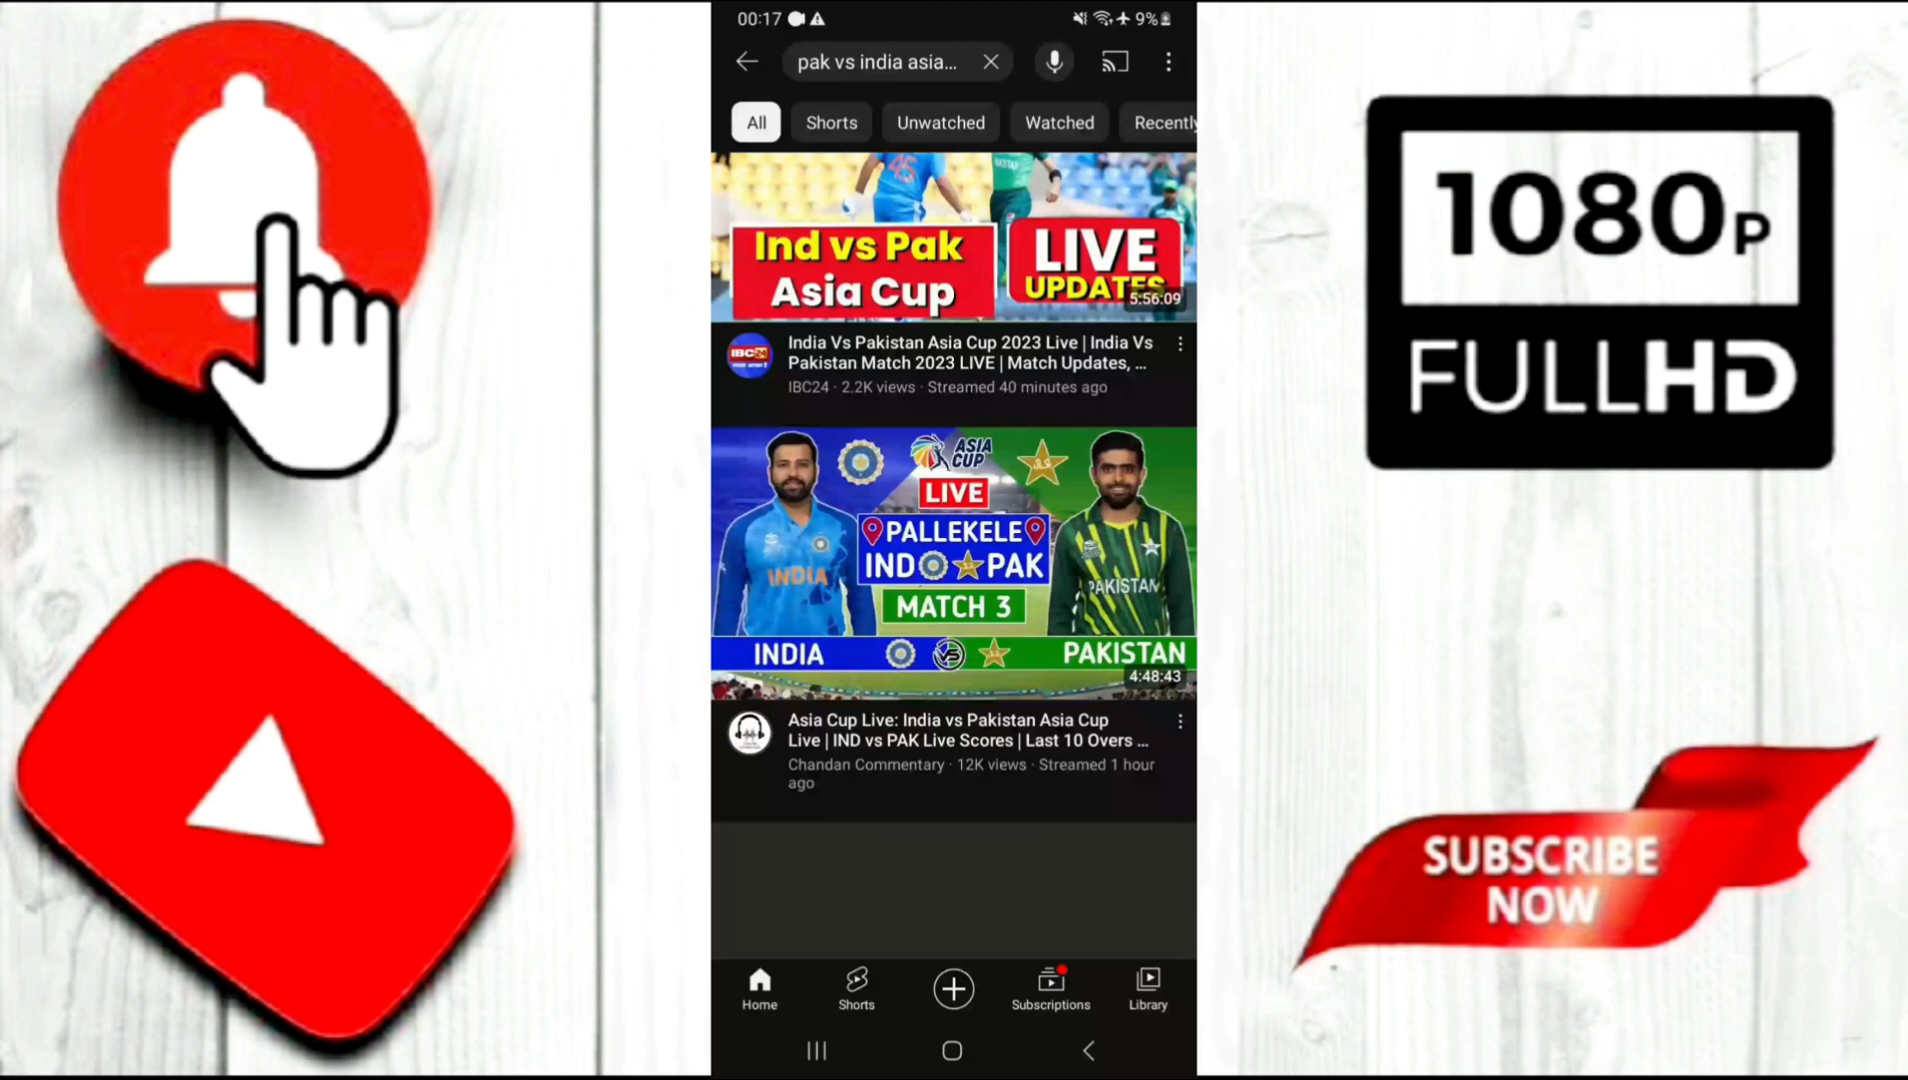 00:17 9%
pak vs india asia...
All Shorts Unwatched Watched Recently
45
Ind vs Pak
Asia Cup
LIVE
UPDATES
5:56:09
IBC24
India Vs Pakistan Asia Cup 2023 Live | India Vs
Pakistan Match 2023 LIVE | Match Updates, ...
IBC24 · 2.2K views · Streamed 40 minutes ago
ASIA
CUP
LIVE
PALLEKELE
IND PAK
INDIA
PAKISTAN
MATCH 3
INDIA VS PAKISTAN
4:48:43
Asia Cup Live: India vs Pakistan Asia Cup
Live | IND vs PAK Live Scores | Last 10 Overs ...
Chandan Commentary · 12K views · Streamed 1 hour
ago
Home Shorts Subscriptions Library
1080P
FULLHD
SUBSCRIBE
NOW